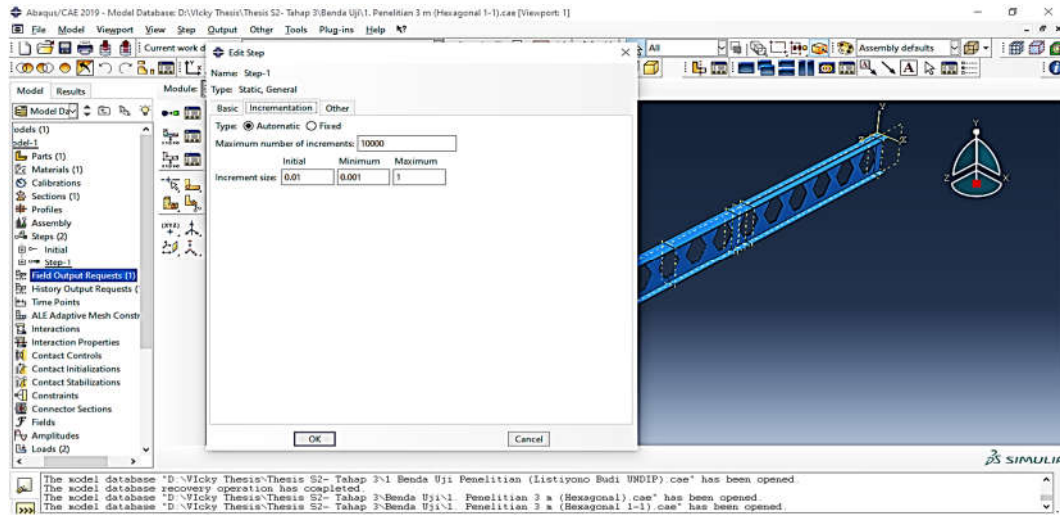 Abaqus/CAE 2019 - Model Database: D:\VIcky Thesis\Thesis S2- Tahap 3\Benda Uji\1. Penelitian 3 m (Hexagonal 1-1).cae [Viewport: 1]
File Model Viewport View Step Output Other Tools Plug-ins Help
Current work d
All
Assembly defaults
Model Results
Module:
Model Da
odels (1)
odel-1
Parts (1)
Materials (1)
Calibrations
Sections (1)
Profiles
Assembly
Steps (2)
Initial
Step-1
Field Output Requests (1)
History Output Requests (
Time Points
ALE Adaptive Mesh Constr
Interactions
Interaction Properties
Contact Controls
Contact Initializations
Contact Stabilizations
Constraints
Connector Sections
Fields
Amplitudes
Loads (2)
Edit Step
Name: Step-1
Type: Static, General
Basic Incrementation Other
Type: Automatic Fixed
Maximum number of increments: 10000
Initial Minimum Maximum
Increment size: 0.01 0.001 1
OK Cancel
Y
Y
Z X
SIMULIA
The model database "D:\VIcky Thesis\Thesis S2- Tahap 3\1 Benda Uji Penelitian (Listiyono Budi UNDIP).cae" has been opened.
The model database recovery operation has completed.
The model database "D:\VIcky Thesis\Thesis S2- Tahap 3\Benda Uji\1. Penelitian 3 m (Hexagonal).cae" has been opened.
The model database "D:\VIcky Thesis\Thesis S2- Tahap 3\Benda Uji\1. Penelitian 3 m (Hexagonal 1-1).cae" has been opened.